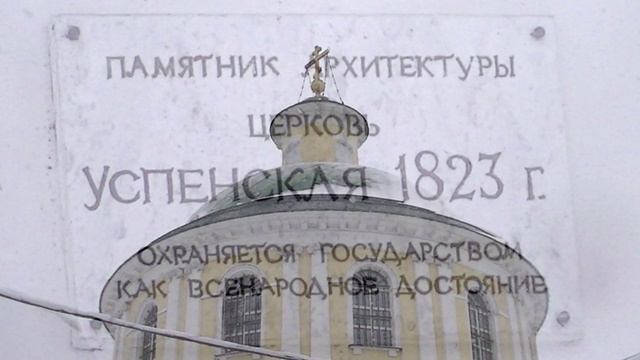 ПАМЯТНИК АРХИТЕКТУРЫ
ЦЕРКОВЬ
УСПЕНСКАЯ 1823 г.
ОХРАНЯЕТСЯ ГОСУДАРСТВОМ
КАК ВСЕНАРОДНОЕ ДОСТОЯНИЕ